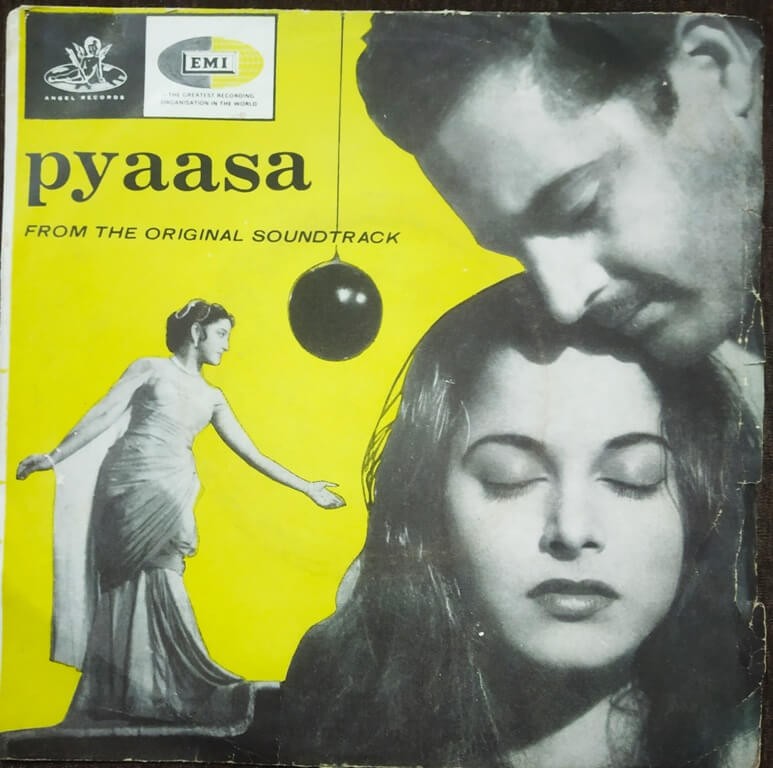 ANGEL RECORDS
EMI
THE GREATEST RECORDING
ORGANISATION IN THE WORLD
pyaasa
FROM THE ORIGINAL SOUNDTRACK